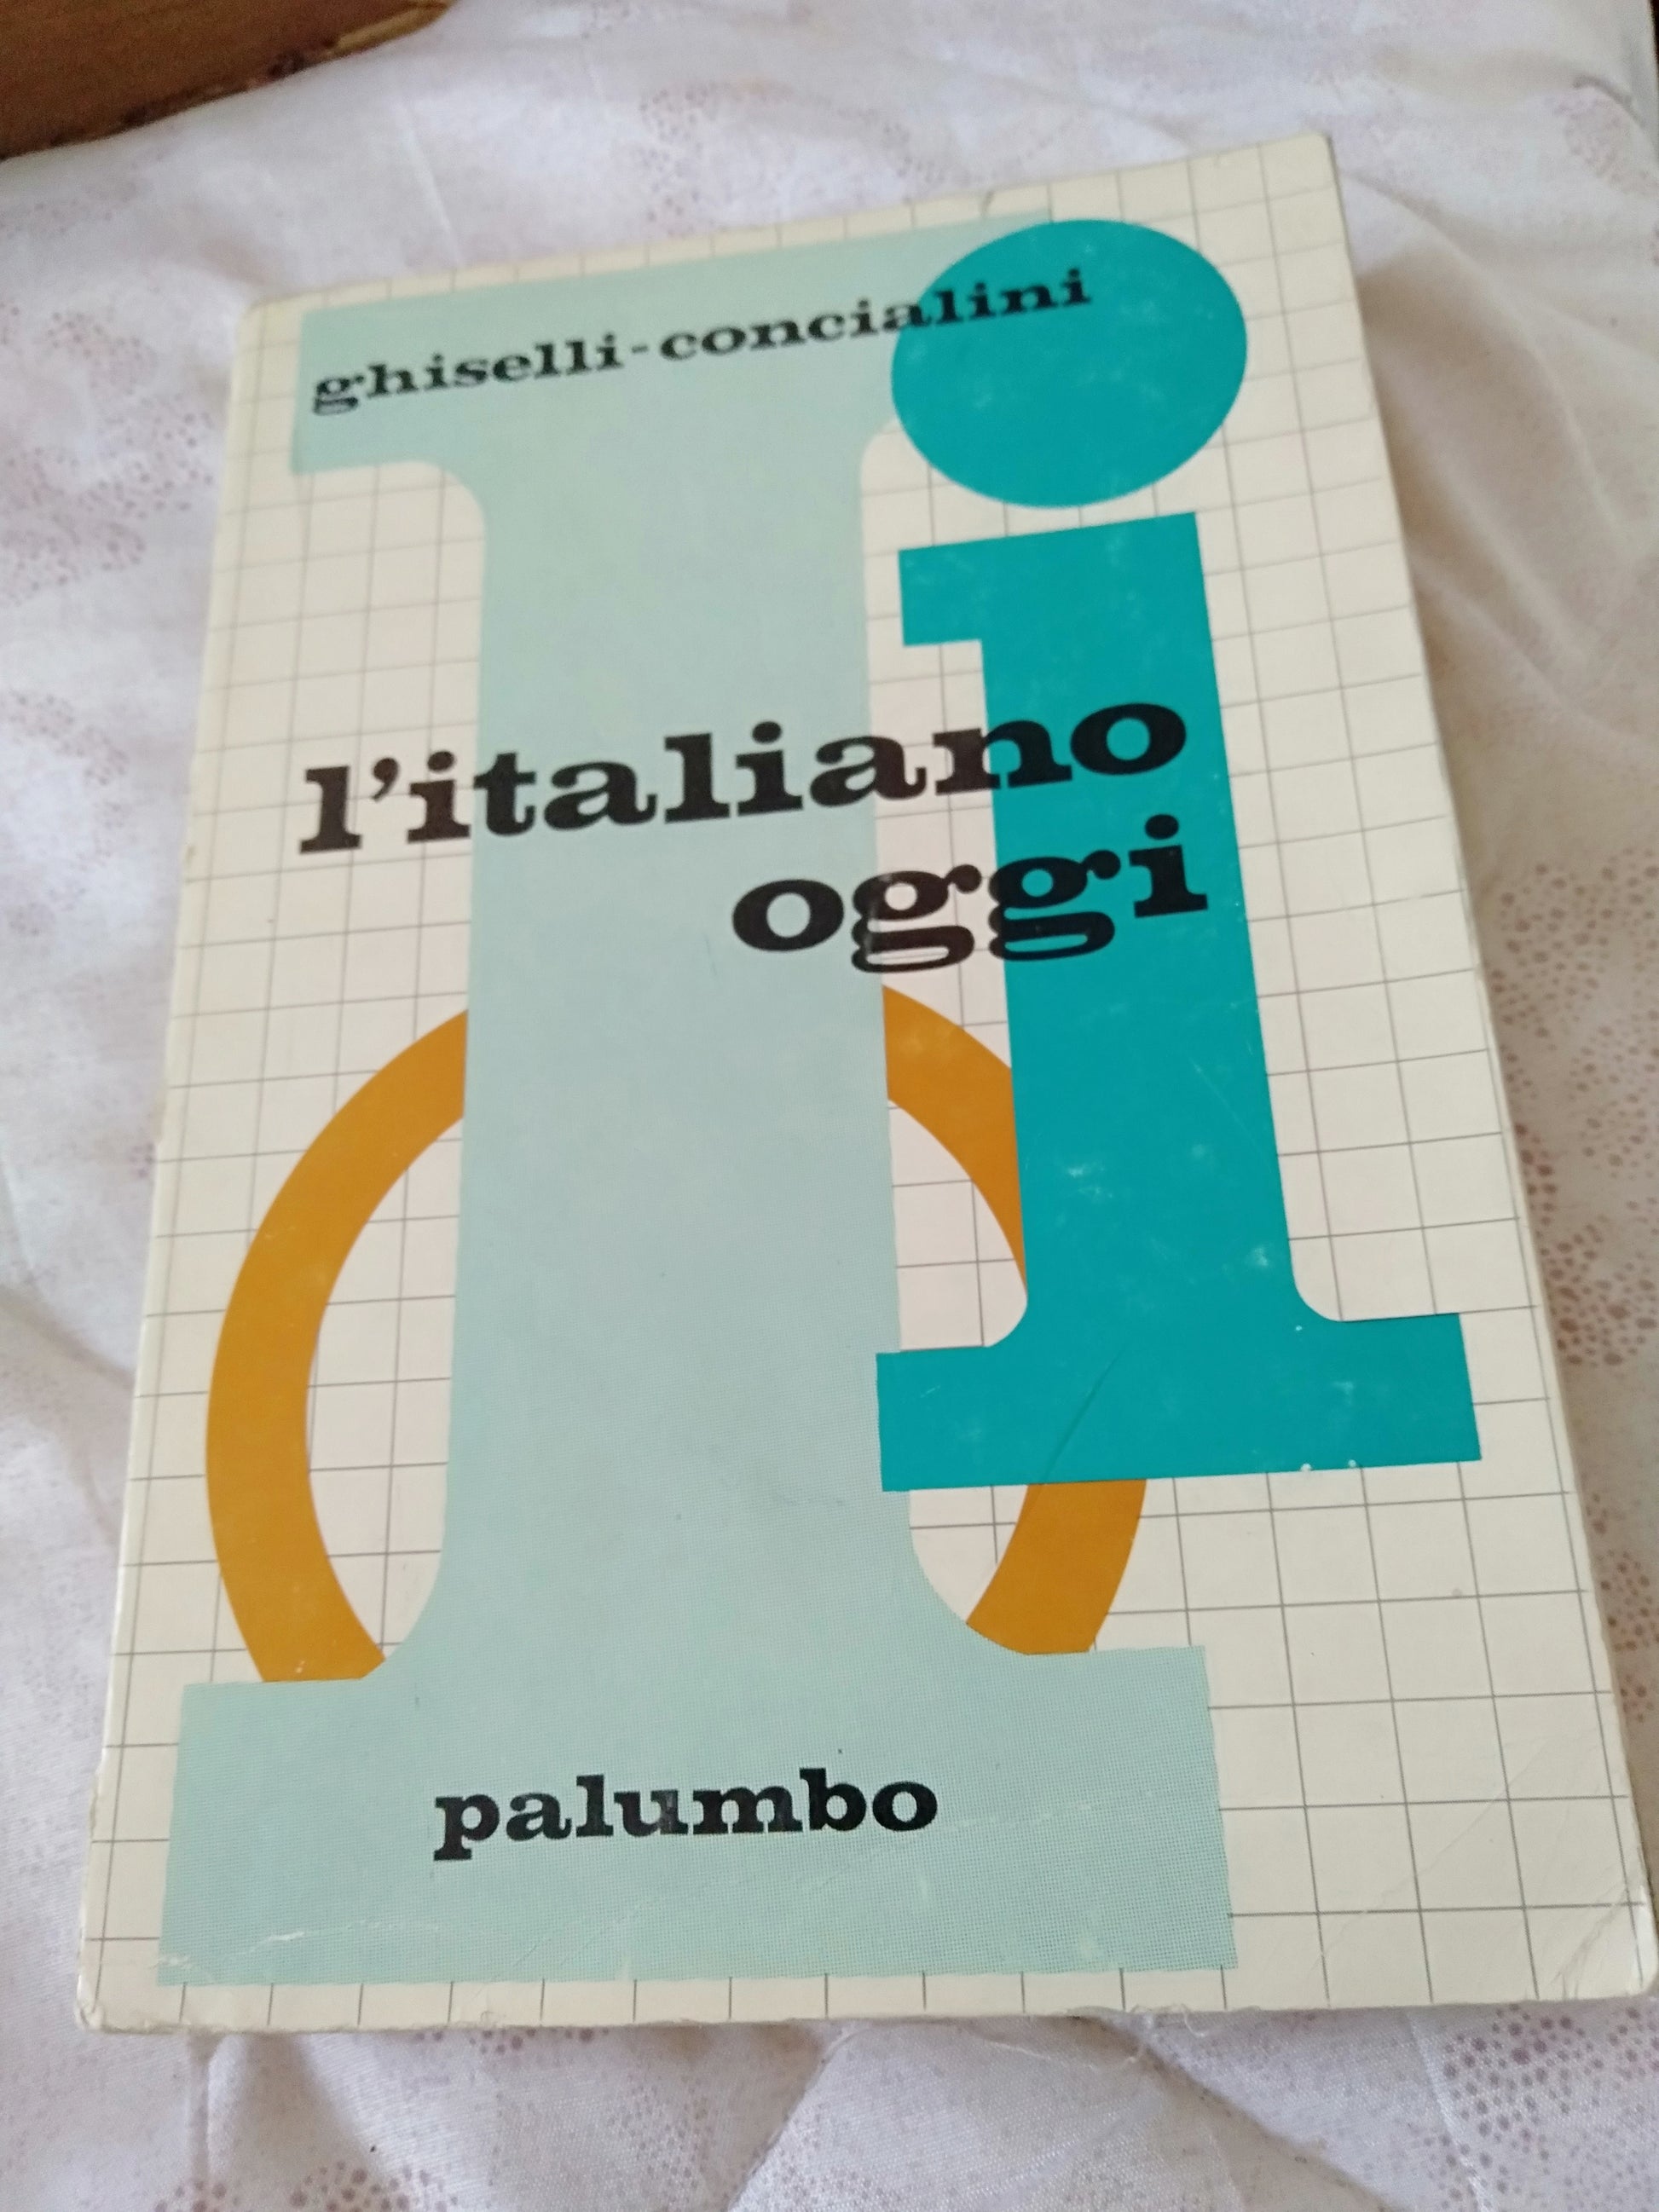 ghiselli-concialini
l'italiano
oggi
palumbo